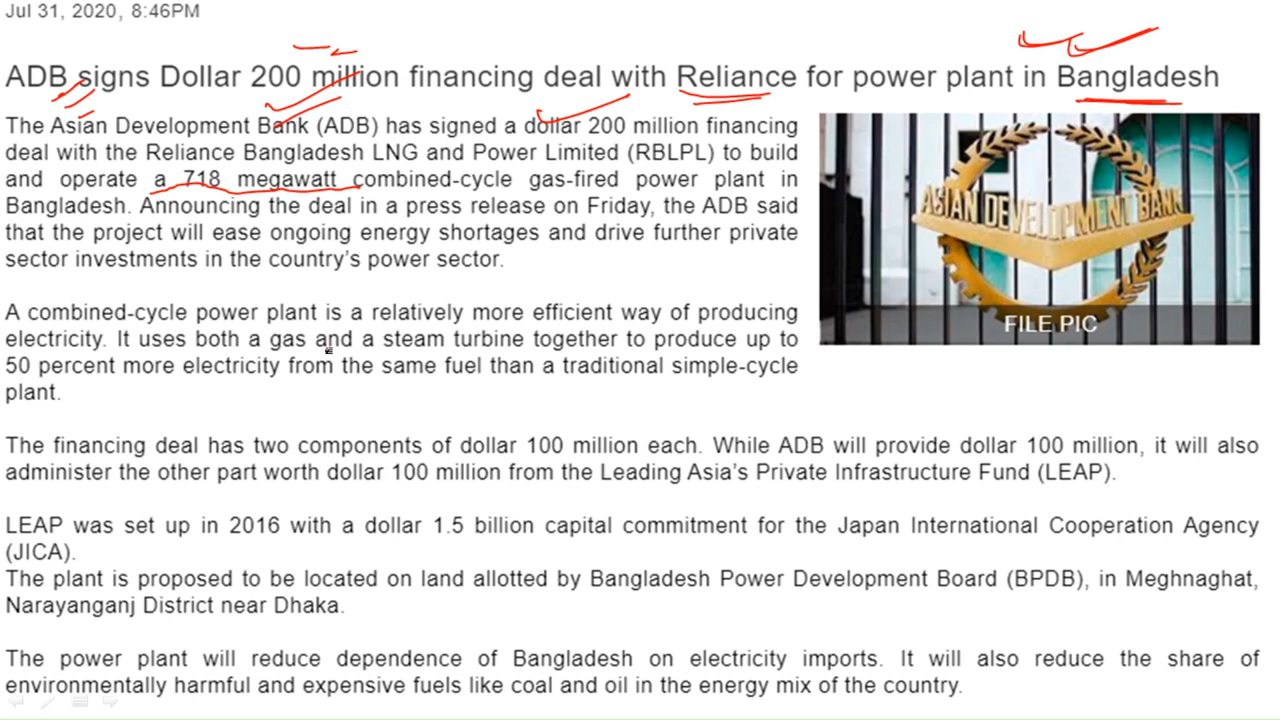 Jul 31, 2020, 8:46PM
ADB signs Dollar 200 million financing deal with Reliance for power plant in Bangladesh
The Asian Development Bank (ADB) has signed a dollar 200 million financing
deal with the Reliance Bangladesh LNG and Power Limited (RBLPL) to build
and operate a 718 megawatt combined-cycle gas-fired power plant in
Bangladesh. Announcing the deal in a press release on Friday, the ADB said
that the project will ease ongoing energy shortages and drive further private
sector investments in the country's power sector.
ASIAN DEVELOPMENT BANK
FILE PIC
A combined-cycle power plant is a relatively more efficient way of producing
electricity. It uses both a gas and a steam turbine together to produce up to
50 percent more electricity from the same fuel than a traditional simple-cycle
plant.
The financing deal has two components of dollar 100 million each. While ADB will provide dollar 100 million, it will also
administer the other part worth dollar 100 million from the Leading Asia's Private Infrastructure Fund (LEAP).
LEAP was set up in 2016 with a dollar 1.5 billion capital commitment for the Japan International Cooperation Agency
(JICA).
The plant is proposed to be located on land allotted by Bangladesh Power Development Board (BPDB), in Meghnaghat,
Narayanganj District near Dhaka.
The power plant will reduce dependence of Bangladesh on electricity imports. It will also reduce the share of
environmentally harmful and expensive fuels like coal and oil in the energy mix of the country.